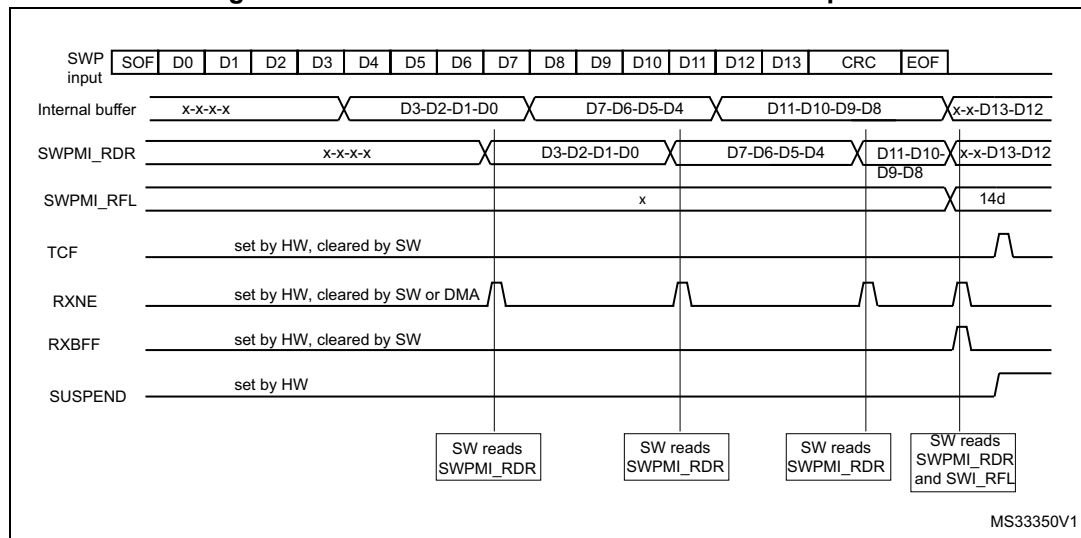 SWP input SOF D0 D1 D2 D3 D4 D5 D6 D7 D8 D9 D10 D11 D12 D13 CRC EOF
Internal buffer x-x-x-x D3-D2-D1-D0 D7-D6-D5-D4 D11-D10-D9-D8 x-x-D13-D12
SWPMI_RDR x-x-x-x D3-D2-D1-D0 D7-D6-D5-D4 D11-D10-D9-D8 x-x-D13-D12
SWPMI_RFL x 14d
TCF set by HW, cleared by SW
RXNE set by HW, cleared by SW or DMA
RXBFF set by HW, cleared by SW
SUSPEND set by HW
SW reads SWPMI_RDR
SW reads SWPMI_RDR
SW reads SWPMI_RDR
SW reads SWPMI_RDR and SWI_RFL
MS33350V1